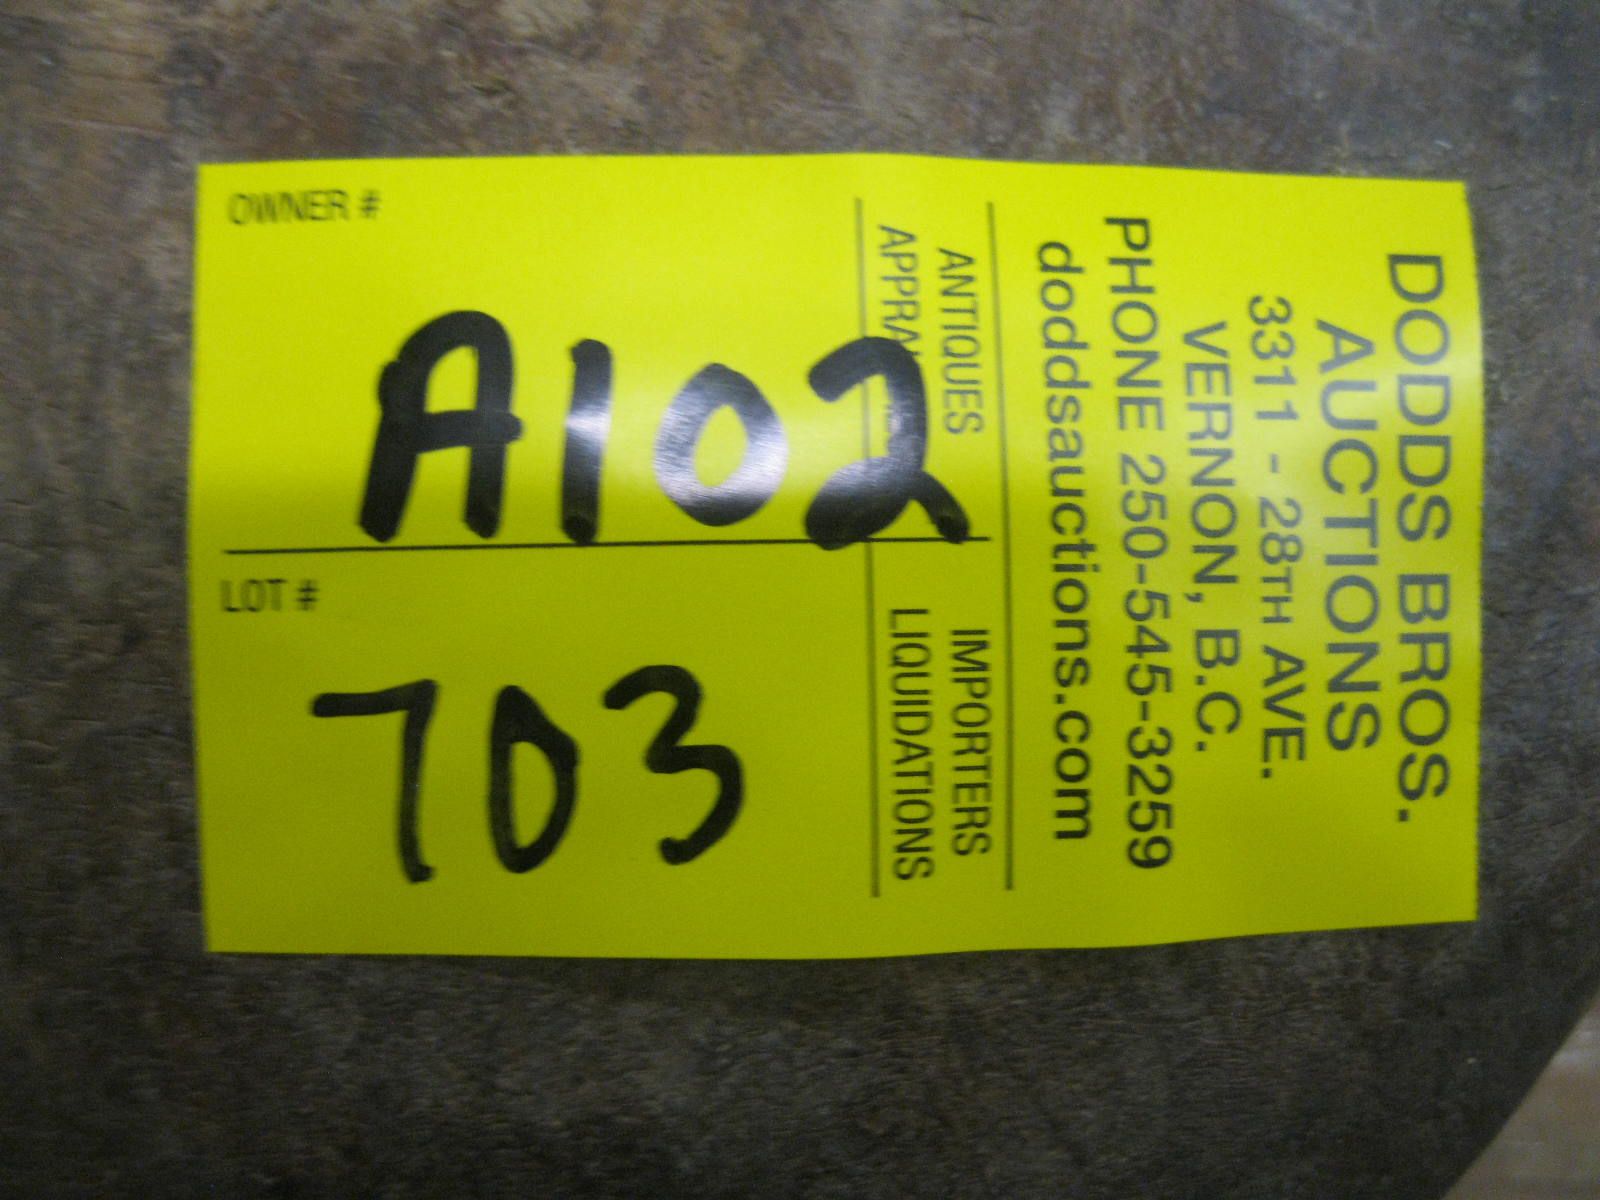 DODDS BROS.
AUCTIONS
3311 - 28TH AVE.
VERNON, B.C.
PHONE 250-545-3259
doddsauctions.com
ANTIQUES IMPORTERS
LIQUIDATIONS
OWNER #
A102
LOT #
703